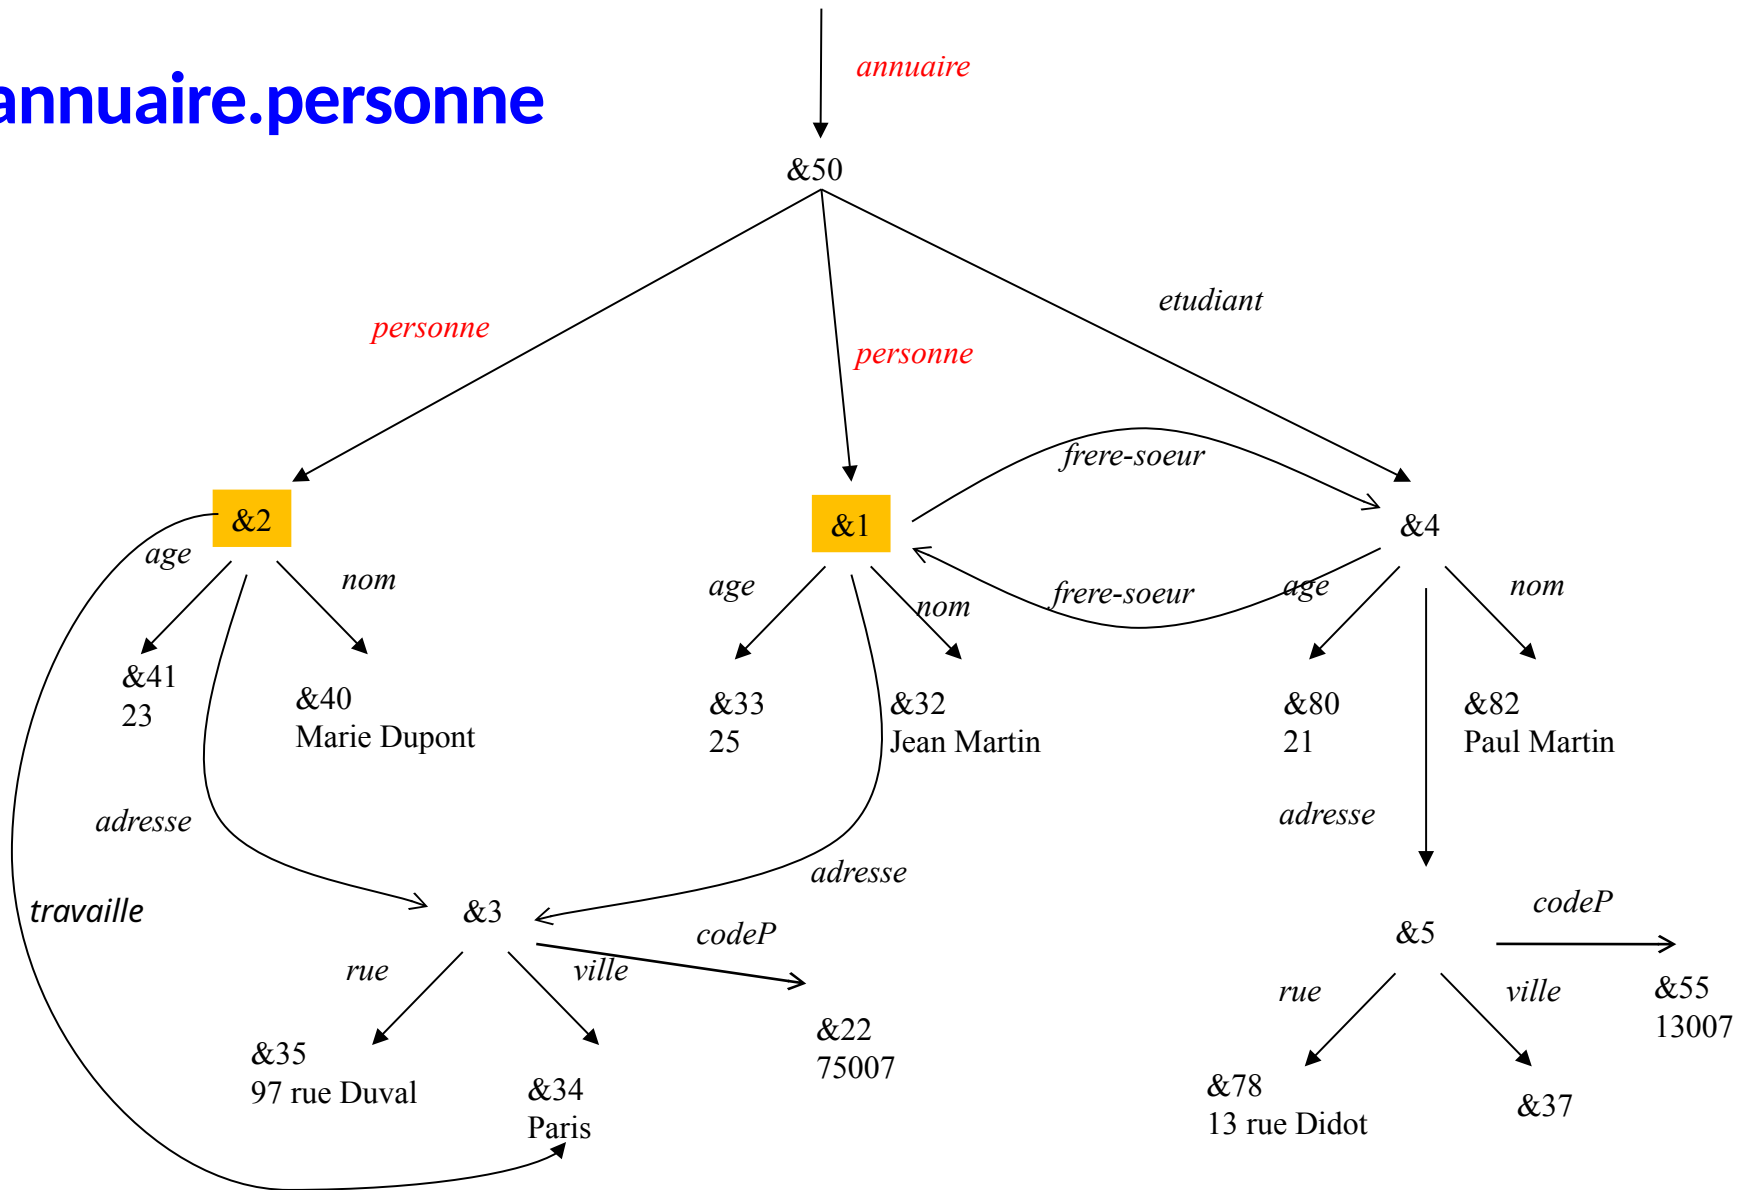 annuaire
annuaire.personne
&50
etudiant
personne
personne
frere-soeur
&2
&1
&4
age
nom
age
nom
frere-soeur
age
nom
&41
23
&40
Marie Dupont
&33
25
&32
Jean Martin
&80
21
&82
Paul Martin
adresse
adresse
adresse
travaille
&3
codeP
&5
codeP
rue
ville
rue
ville
&55
13007
&35
97 rue Duval
&34
Paris
&22
75007
&78
13 rue Didot
&37